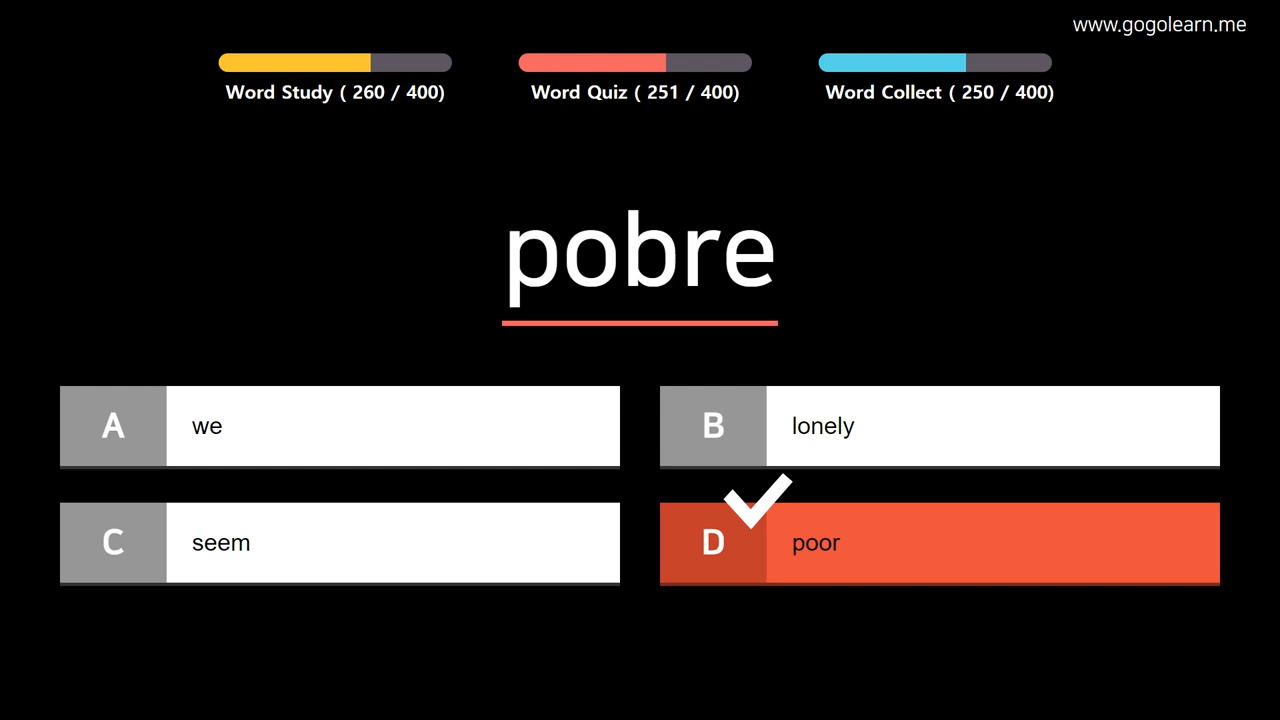 www.gogolearn.me
Word Study ( 260 / 400)
Word Quiz ( 251 / 400)
Word Collect ( 250 / 400)
pobre
A we
B lonely
C seem
D poor